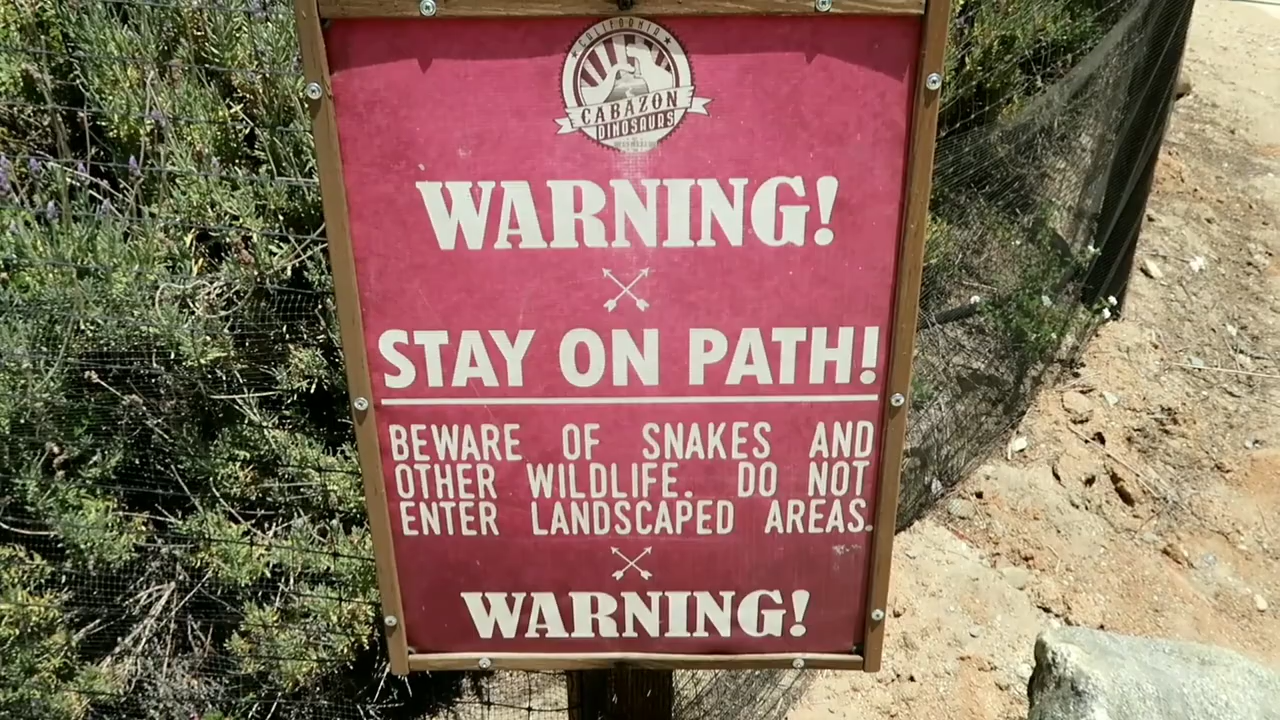 CALIFORNIA
CABAZON
DINOSAURS
WARNING!
STAY ON PATH!
BEWARE OF SNAKES AND
OTHER WILDLIFE. DO NOT
ENTER LANDSCAPED AREAS.
WARNING!